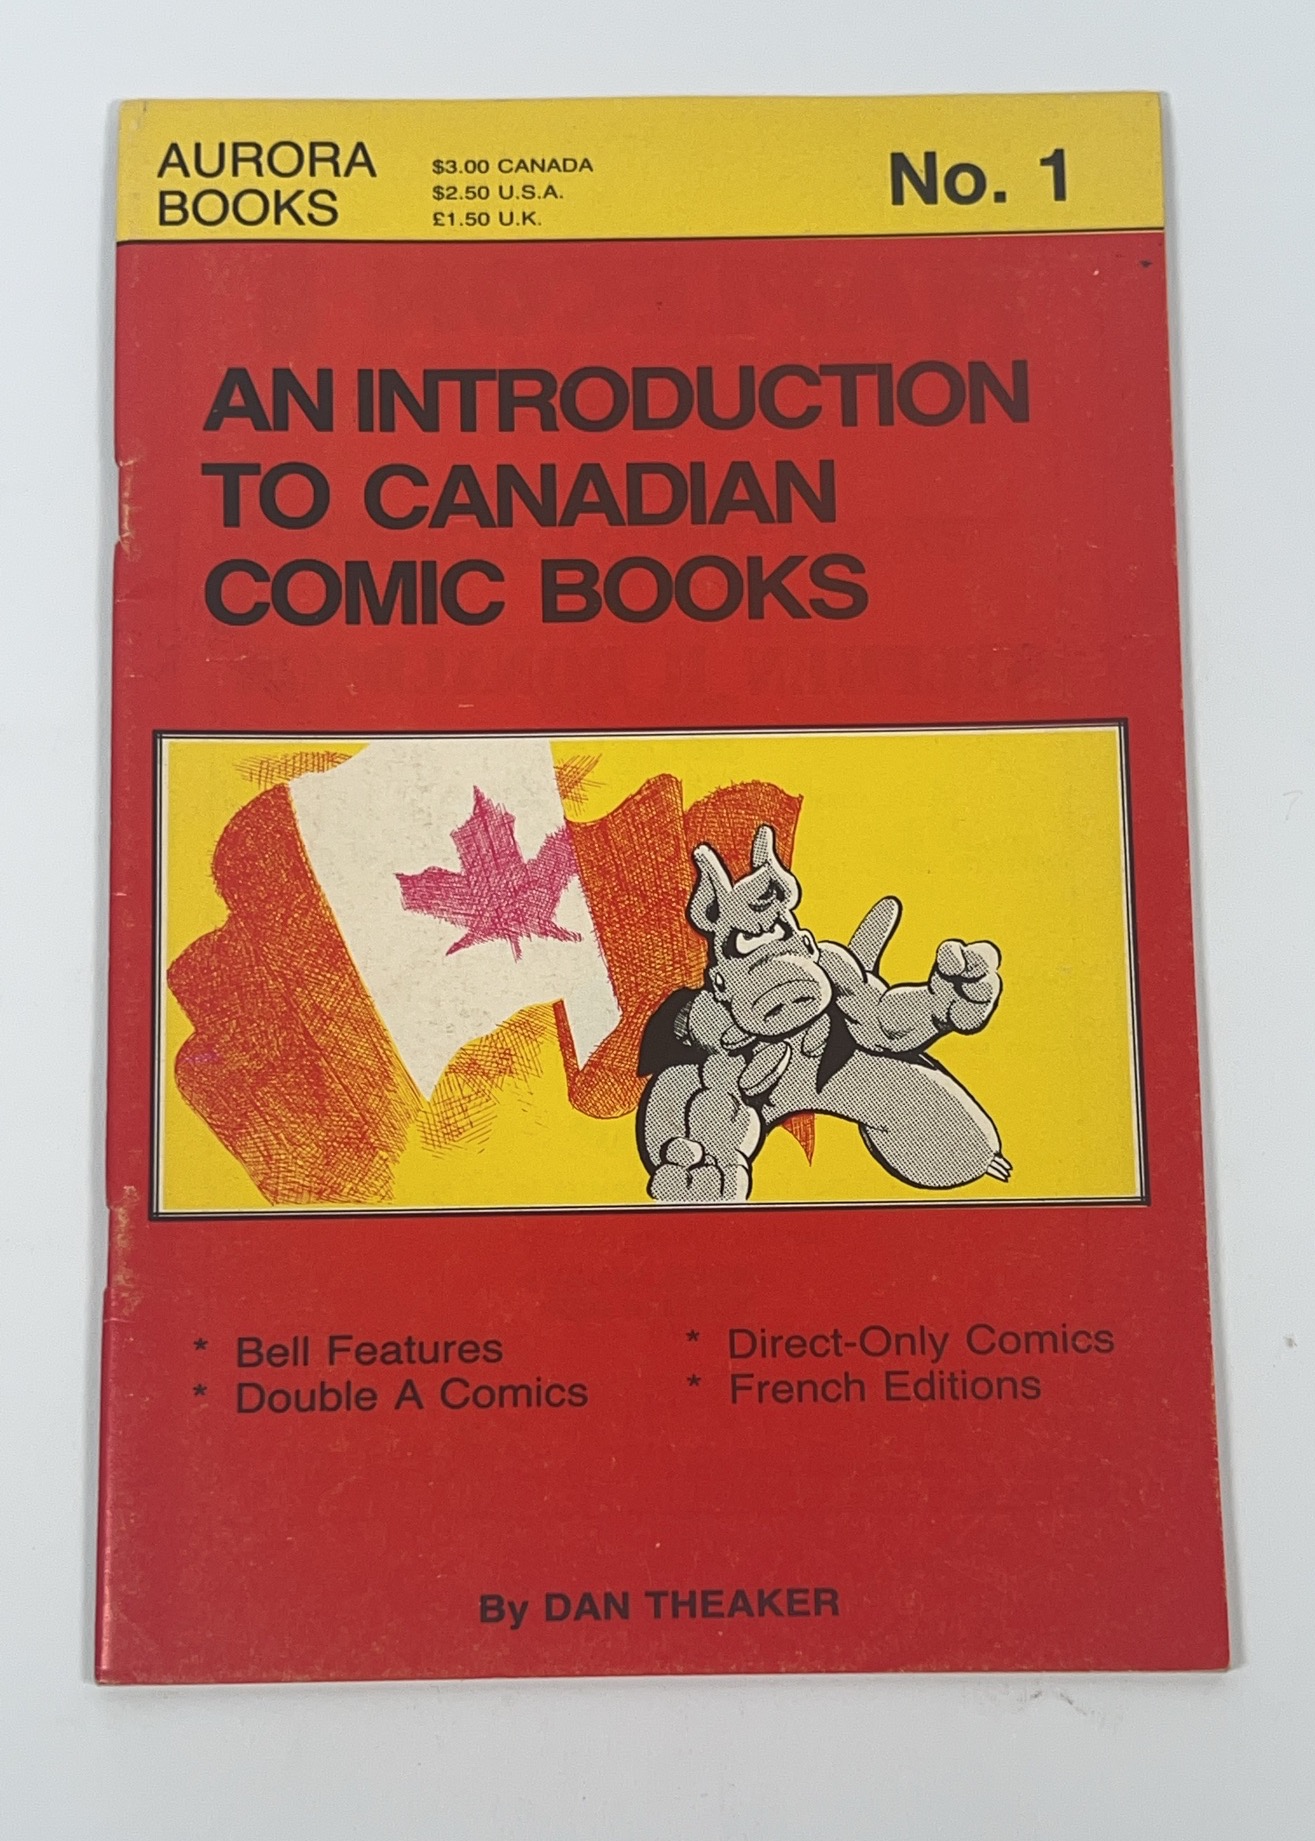 AURORA
BOOKS
$3.00 CANADA
$2.50 U.S.A.
£1.50 U.K.
No. 1
AN INTRODUCTION
TO CANADIAN
COMIC BOOKS
* Bell Features
* Double A Comics
* Direct-Only Comics
* French Editions
By DAN THEAKER